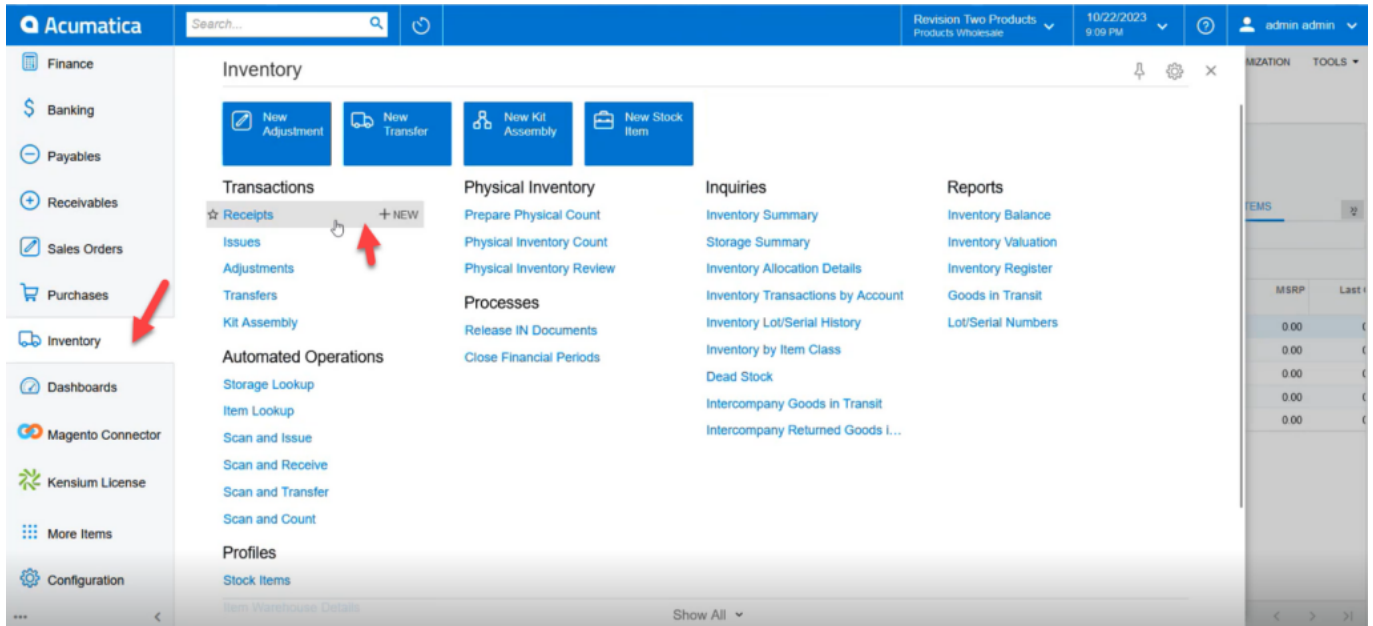 Acumatica
Search...
Revision Two Products
Products Wholesale
10/22/2023
9:09 PM
admin admin
Finance
Banking
Payables
Receivables
Sales Orders
Purchases
Inventory
Dashboards
Magento Connector
Kensium License
More Items
Configuration
Inventory
New Adjustment
New Transfer
New Kit Assembly
New Stock Item
Transactions
Receipts
+ NEW
Issues
Adjustments
Transfers
Kit Assembly
Automated Operations
Storage Lookup
Item Lookup
Scan and Issue
Scan and Receive
Scan and Transfer
Scan and Count
Profiles
Stock Items
Item Warehouse Details
Physical Inventory
Prepare Physical Count
Physical Inventory Count
Physical Inventory Review
Processes
Release IN Documents
Close Financial Periods
Inquiries
Inventory Summary
Storage Summary
Inventory Allocation Details
Inventory Transactions by Account
Inventory Lot/Serial History
Inventory by Item Class
Dead Stock
Intercompany Goods in Transit
Intercompany Returned Goods i...
Reports
Inventory Balance
Inventory Valuation
Inventory Register
Goods in Transit
Lot/Serial Numbers
Show All
MIZATION
TOOLS
TEMS
MSRP
Last
0.00
0.00
0.00
0.00
0.00